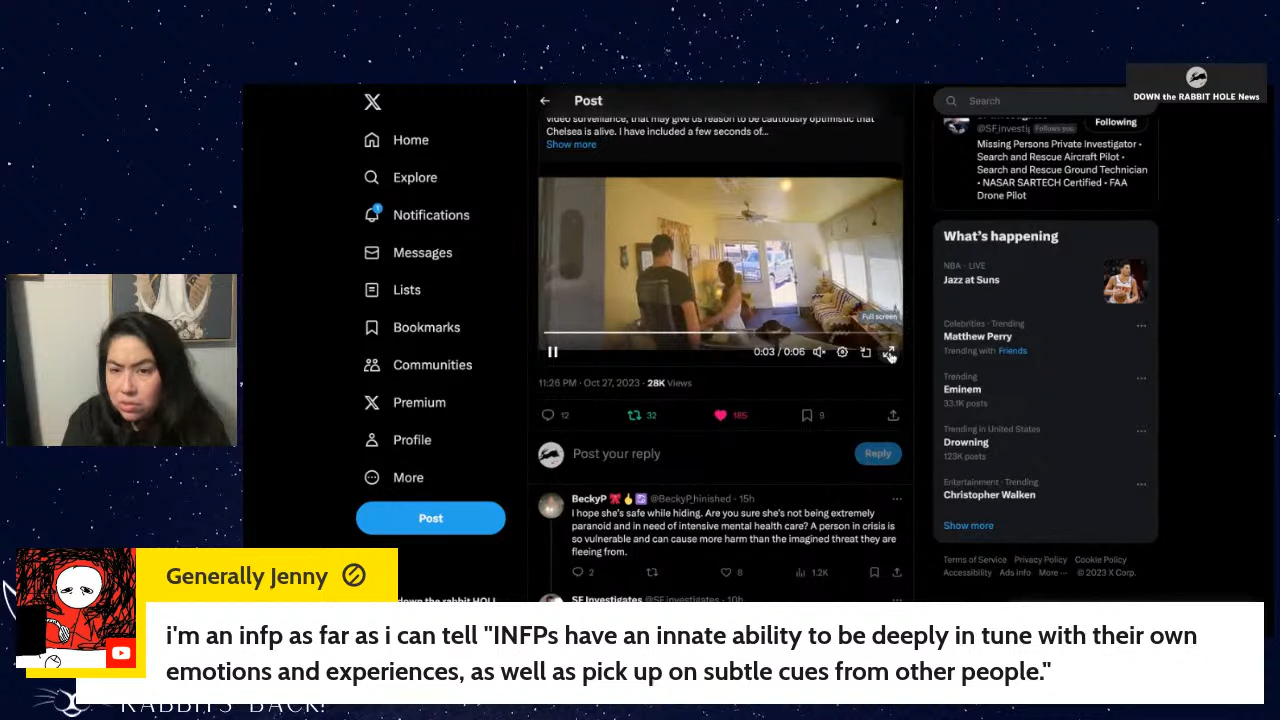 DOWN the RABBIT HOLE News
X
Home
Explore
1
Notifications
Messages
Lists
Bookmarks
Communities
Premium
Profile
More
Post
Post
video surveillance, that may give us reason to be cautiously optimistic that
Chelsea is alive. I have included a few seconds of...
Show more
Full screen
0:03 / 0:06
11:26 PM · Oct 27, 2023 · 28K Views
12
32
185
9
Post your reply
Reply
BeckyP @BeckyP_hinished · 15h
I hope she's safe while hiding. Are you sure she's not being extremely
paranoid and in need of intensive mental health care? A person in crisis is
so vulnerable and can cause more harm than the imagined threat they are
fleeing from.
2
8
1.2K
SF Investigates @SF_investigates · 10h
Search
@SF_investig Follows you
Following
Missing Persons Private Investigator •
Search and Rescue Aircraft Pilot •
Search and Rescue Ground Technician
• NASAR SARTECH Certified • FAA
Drone Pilot
What's happening
NBA · LIVE
Jazz at Suns
Celebrities · Trending
Matthew Perry
Trending with Friends
Trending
Eminem
33.1K posts
Trending in United States
Drowning
123K posts
Entertainment · Trending
Christopher Walken
Show more
Terms of Service Privacy Policy Cookie Policy
Accessibility Ads info More ··· © 2023 X Corp.
down the rabbit HOLE
Generally Jenny
i'm an infp as far as i can tell "INFPs have an innate ability to be deeply in tune with their own
emotions and experiences, as well as pick up on subtle cues from other people."
RABBITS BACK!